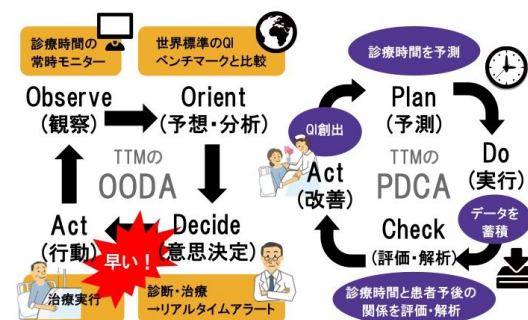 診療時間の
常時モニター
世界標準のQI
ベンチマークと比較
Observe
(観察)
Orient
(予想・分析)
TTMの
OODA
Act
(行動)
早い！
Decide
(意思決定)
治療実行
診断・治療
→リアルタイムアラート
診療時間を予測
Plan
(予測)
QI創出
TTMの
PDCA
Do
(実行)
Act
(改善)
データを
蓄積
Check
(評価・解析)
診療時間と患者予後の
関係を評価・解析